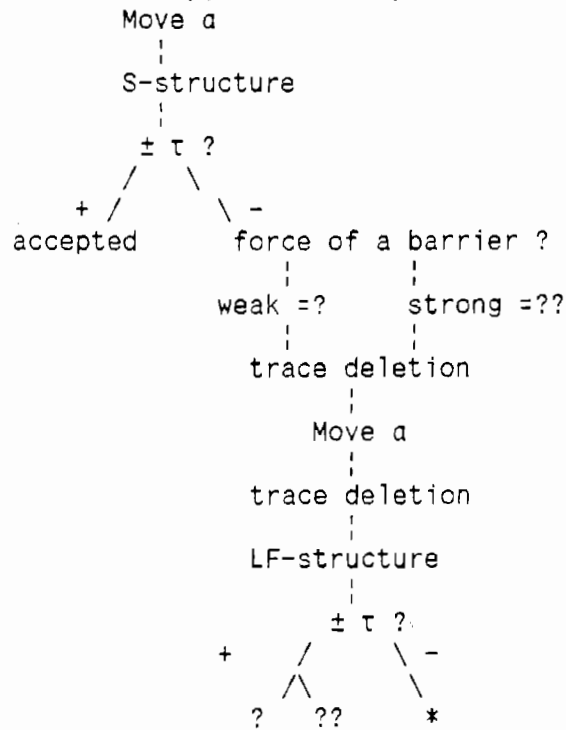 Move α
S-structure
± τ ?
+ -
accepted force of a barrier ?
weak =? strong =??
trace deletion
Move α
trace deletion
LF-structure
± τ ?
+ -
? ?? *